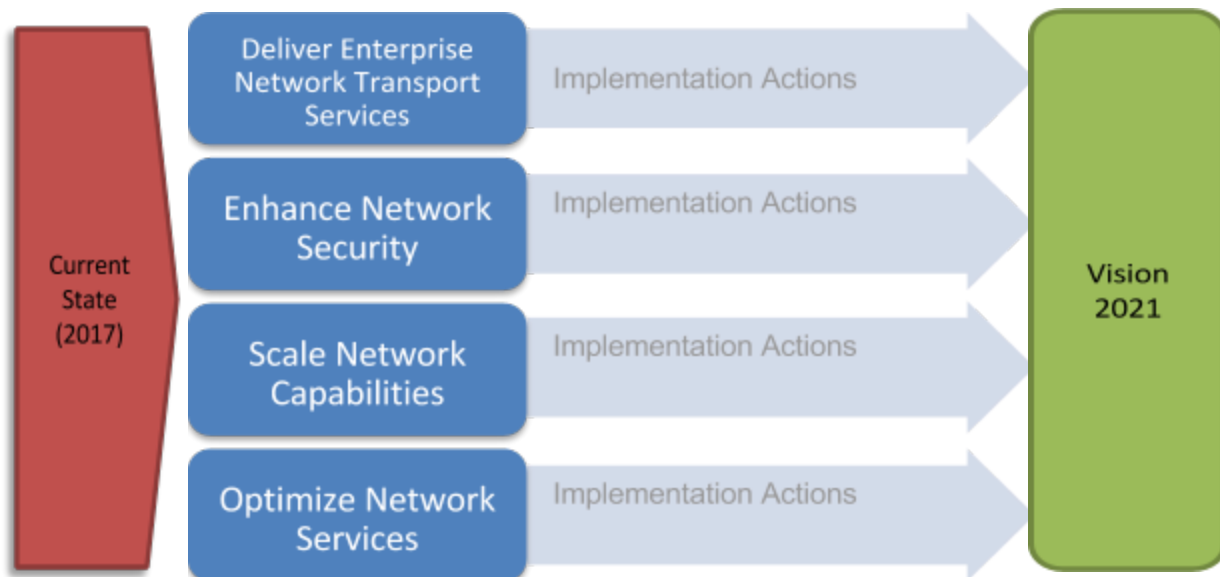 Current
State
(2017)
Deliver Enterprise
Network Transport
Services
Implementation Actions
Enhance Network
Security
Implementation Actions
Scale Network
Capabilities
Implementation Actions
Optimize Network
Services
Implementation Actions
Vision
2021